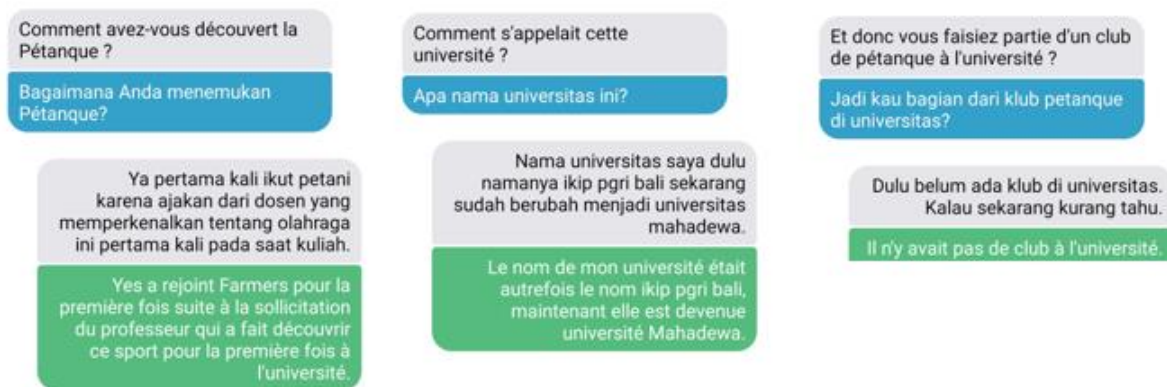 Comment avez-vous découvert la
Pétanque ?
Bagaimana Anda menemukan
Pétanque?
Ya pertama kali ikut petani
karena ajakan dari dosen yang
memperkenalkan tentang olahraga
ini pertama kali pada saat kuliah.
Yes a rejoint Farmers pour la
première fois suite à la sollicitation
du professeur qui a fait découvrir
ce sport pour la première fois à
l'université.
Comment s'appelait cette
université ?
Apa nama universitas ini?
Nama universitas saya dulu
namanya ikip pgri bali sekarang
sudah berubah menjadi universitas
mahadewa.
Le nom de mon université était
autrefois le nom ikip pgri bali,
maintenant elle est devenue
université Mahadewa.
Et donc vous faisiez partie d'un club
de pétanque à l'université ?
Jadi kau bagian dari klub petanque
di universitas?
Dulu belum ada klub di universitas.
Kalau sekarang kurang tahu.
Il n'y avait pas de club à l'université.